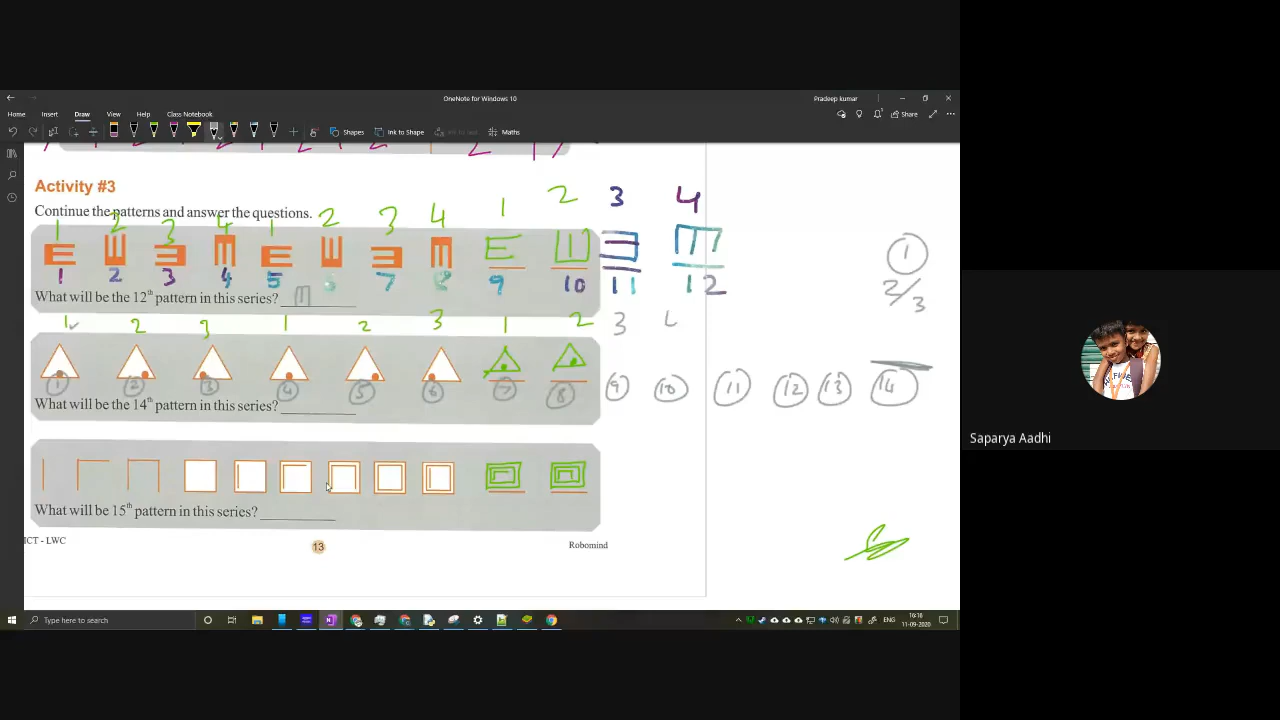 OneNote for Windows 10
Pradeep kumar
Home Insert Draw View Help Class Notebook
Share
Shapes Ink to Shape Maths
Activity #3
Continue the patterns and answer the questions.
1 2 3 4 1 2 3 4 1 2 3 4
1 2 3 4 5 6 7 8 9 10 11 12
What will be the 12th pattern in this series?
1
2/3
1 2 3 1 2 3 1 2 3
1 2 3 4 5 6 7 8 9 10 11 12 13 14
What will be the 14th pattern in this series?
What will be 15th pattern in this series?
ICT - LWC
13
Robomind
Saparya Aadhi
Type here to search
ENG
16:16
11-09-2020